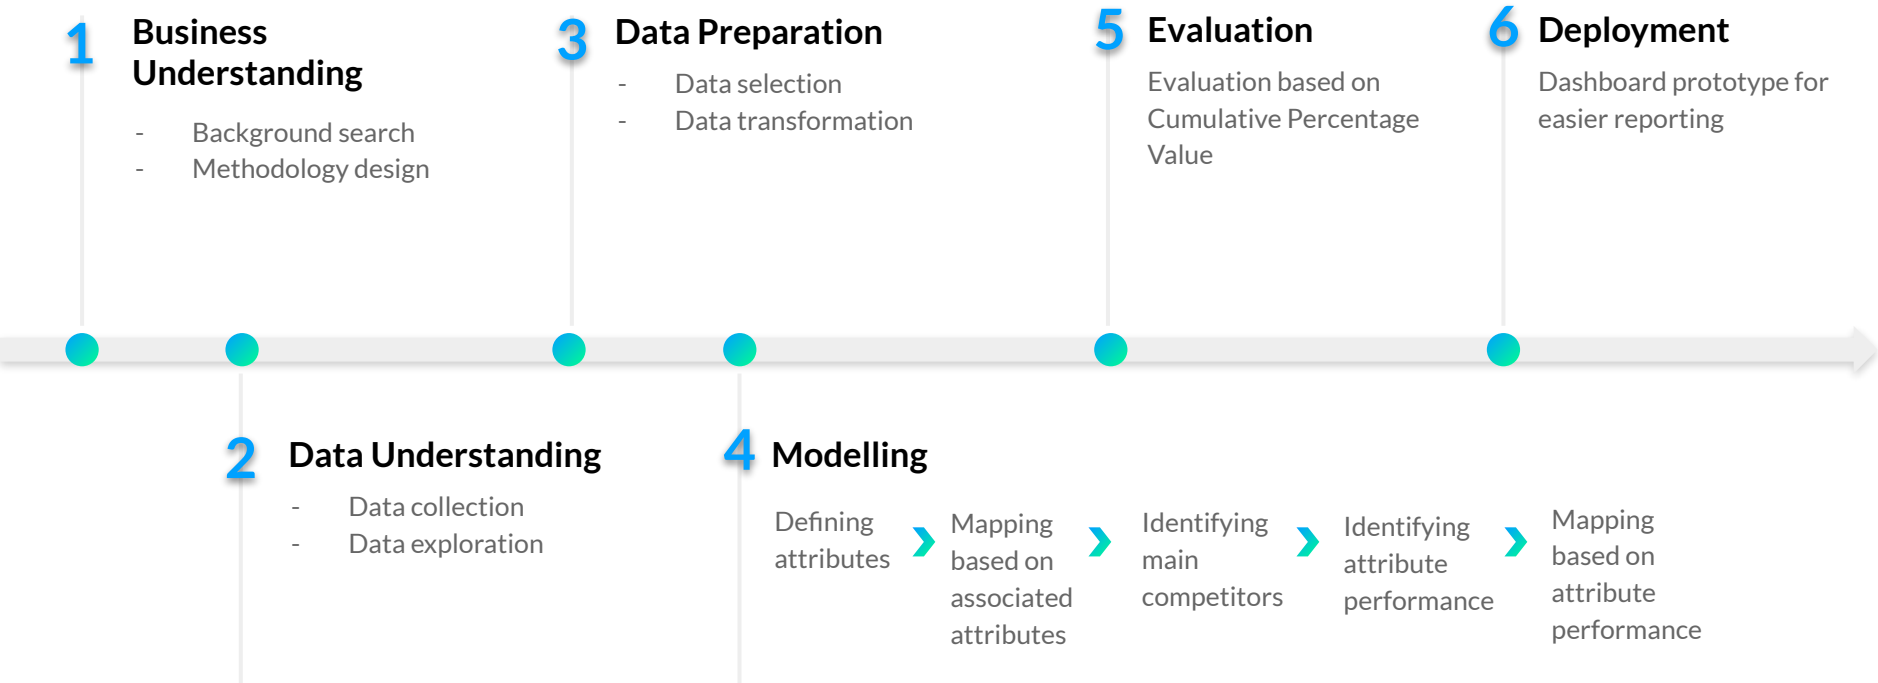 1
Business
Understanding
- Background search
- Methodology design
2
Data Understanding
- Data collection
- Data exploration
3
Data Preparation
- Data selection
- Data transformation
4
Modelling
Defining
attributes
Mapping
based on
associated
attributes
Identifying
main
competitors
Identifying
attribute
performance
Mapping
based on
attribute
performance
5
Evaluation
Evaluation based on
Cumulative Percentage
Value
6
Deployment
Dashboard prototype for
easier reporting